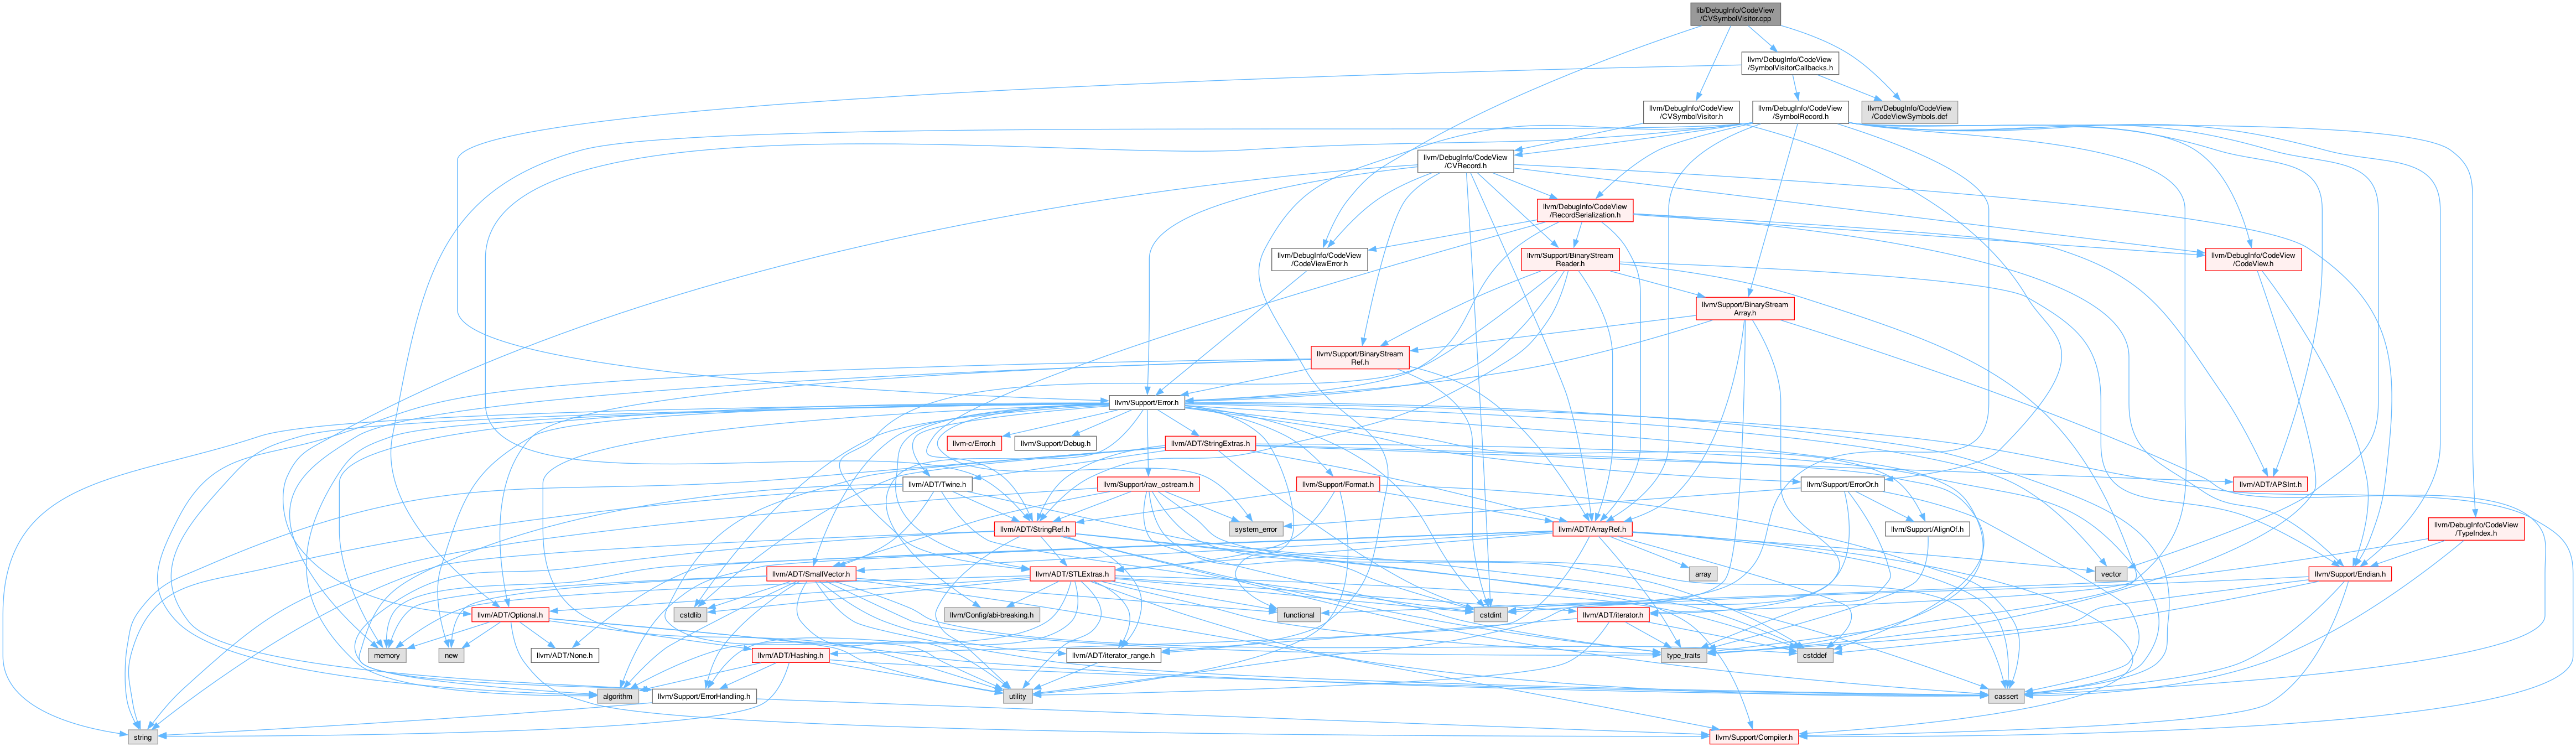 lib/DebugInfo/CodeView
/CVSymbolVisitor.cpp
llvm/DebugInfo/CodeView
/SymbolVisitorCallbacks.h
llvm/DebugInfo/CodeView
/CVSymbolVisitor.h
llvm/DebugInfo/CodeView
/SymbolRecord.h
llvm/DebugInfo/CodeView
/CodeViewSymbols.def
llvm/DebugInfo/CodeView
/CVRecord.h
llvm/DebugInfo/CodeView
/RecordSerialization.h
llvm/DebugInfo/CodeView
/CodeViewError.h
llvm/Support/BinaryStream
Reader.h
llvm/DebugInfo/CodeView
/CodeView.h
llvm/Support/BinaryStream
Array.h
llvm/Support/BinaryStream
Ref.h
llvm/Support/Error.h
llvm-c/Error.h
llvm/Support/Debug.h
llvm/ADT/StringExtras.h
llvm/ADT/Twine.h
llvm/Support/raw_ostream.h
llvm/Support/Format.h
llvm/Support/ErrorOr.h
llvm/ADT/APSInt.h
llvm/ADT/StringRef.h
system_error
llvm/ADT/ArrayRef.h
llvm/Support/AlignOf.h
llvm/DebugInfo/CodeView
/TypeIndex.h
llvm/ADT/SmallVector.h
llvm/ADT/STLExtras.h
array
vector
llvm/Support/Endian.h
llvm/ADT/Optional.h
cstdlib
llvm/Config/abi-breaking.h
functional
cstdint
llvm/ADT/iterator.h
memory
new
llvm/ADT/None.h
llvm/ADT/Hashing.h
llvm/ADT/iterator_range.h
type_traits
cstddef
algorithm
llvm/Support/ErrorHandling.h
utility
cassert
string
llvm/Support/Compiler.h